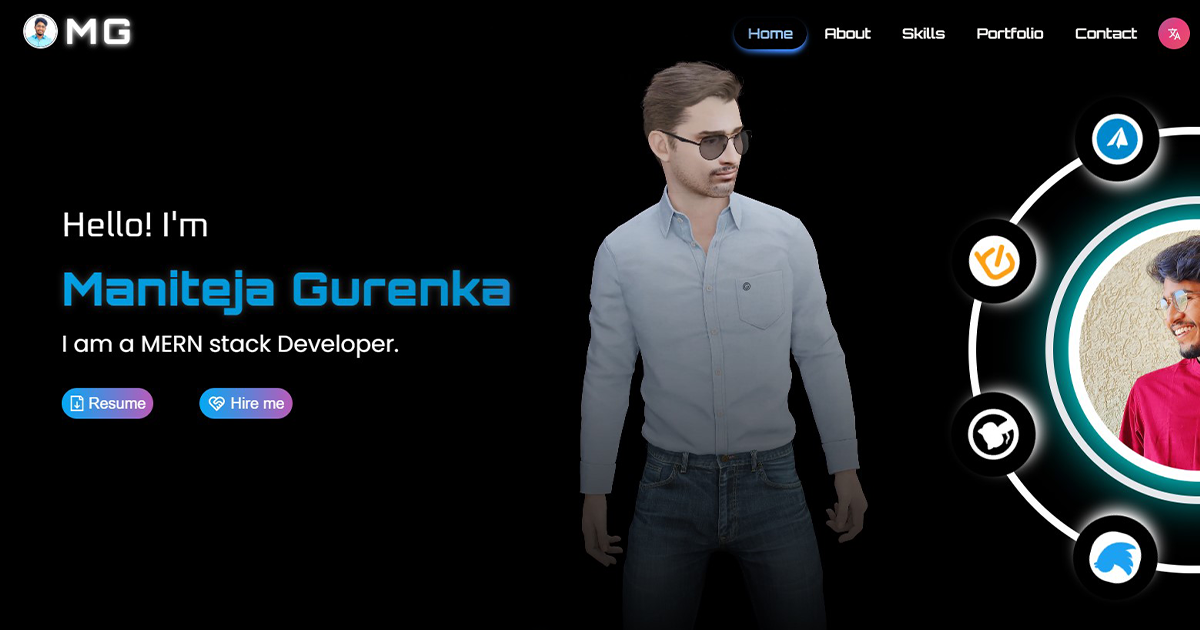 MG
Home About Skills Portfolio Contact
Hello! I'm
Maniteja Gurenka
I am a MERN stack Developer.
Resume Hire me